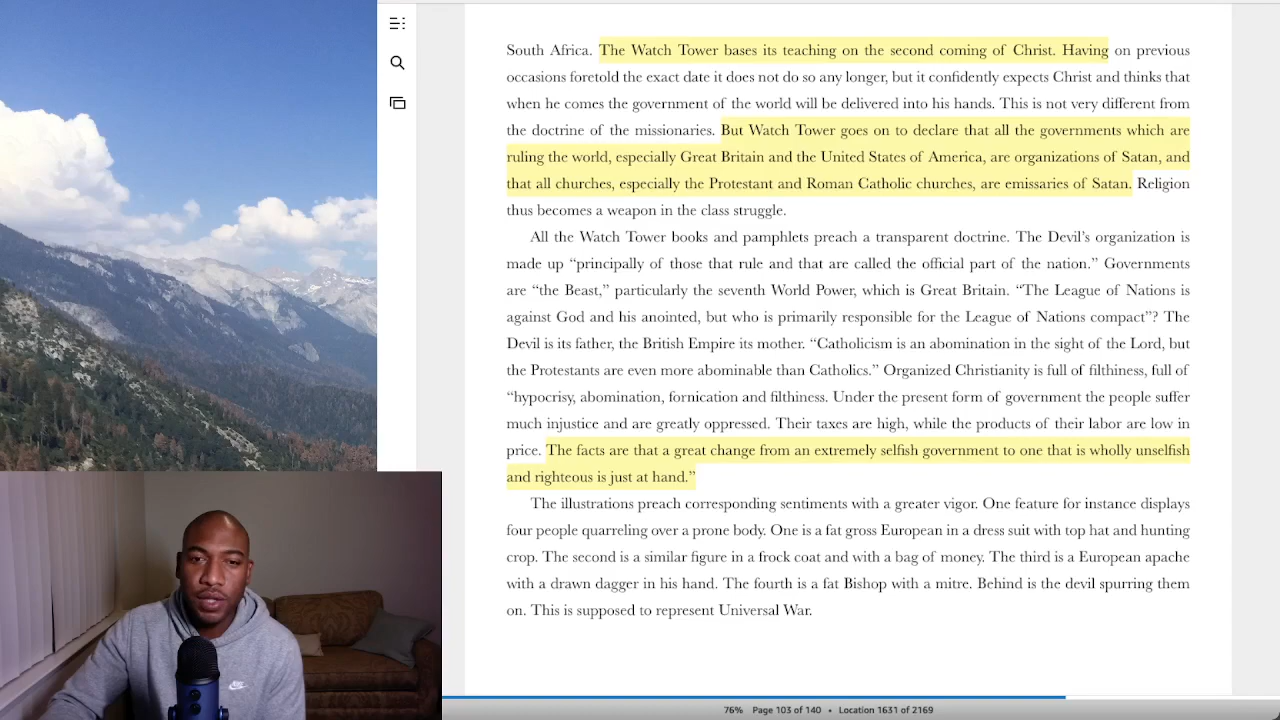 South Africa. The Watch Tower bases its teaching on the second coming of Christ. Having on previous
occasions foretold the exact date it does not do so any longer, but it confidently expects Christ and thinks that
when he comes the government of the world will be delivered into his hands. This is not very different from
the doctrine of the missionaries. But Watch Tower goes on to declare that all the governments which are
ruling the world, especially Great Britain and the United States of America, are organizations of Satan, and
that all churches, especially the Protestant and Roman Catholic churches, are emissaries of Satan. Religion
thus becomes a weapon in the class struggle.
All the Watch Tower books and pamphlets preach a transparent doctrine. The Devil’s organization is
made up “principally of those that rule and that are called the official part of the nation.” Governments
are “the Beast,” particularly the seventh World Power, which is Great Britain. “The League of Nations is
against God and his anointed, but who is primarily responsible for the League of Nations compact”? The
Devil is its father, the British Empire its mother. “Catholicism is an abomination in the sight of the Lord, but
the Protestants are even more abominable than Catholics.” Organized Christianity is full of filthiness, full of
“hypocrisy, abomination, fornication and filthiness. Under the present form of government the people suffer
much injustice and are greatly oppressed. Their taxes are high, while the products of their labor are low in
price. The facts are that a great change from an extremely selfish government to one that is wholly unselfish
and righteous is just at hand.”
The illustrations preach corresponding sentiments with a greater vigor. One feature for instance displays
four people quarreling over a prone body. One is a fat gross European in a dress suit with top hat and hunting
crop. The second is a similar figure in a frock coat and with a bag of money. The third is a European apache
with a drawn dagger in his hand. The fourth is a fat Bishop with a mitre. Behind is the devil spurring them
on. This is supposed to represent Universal War.
76% Page 103 of 140 • Location 1631 of 2169